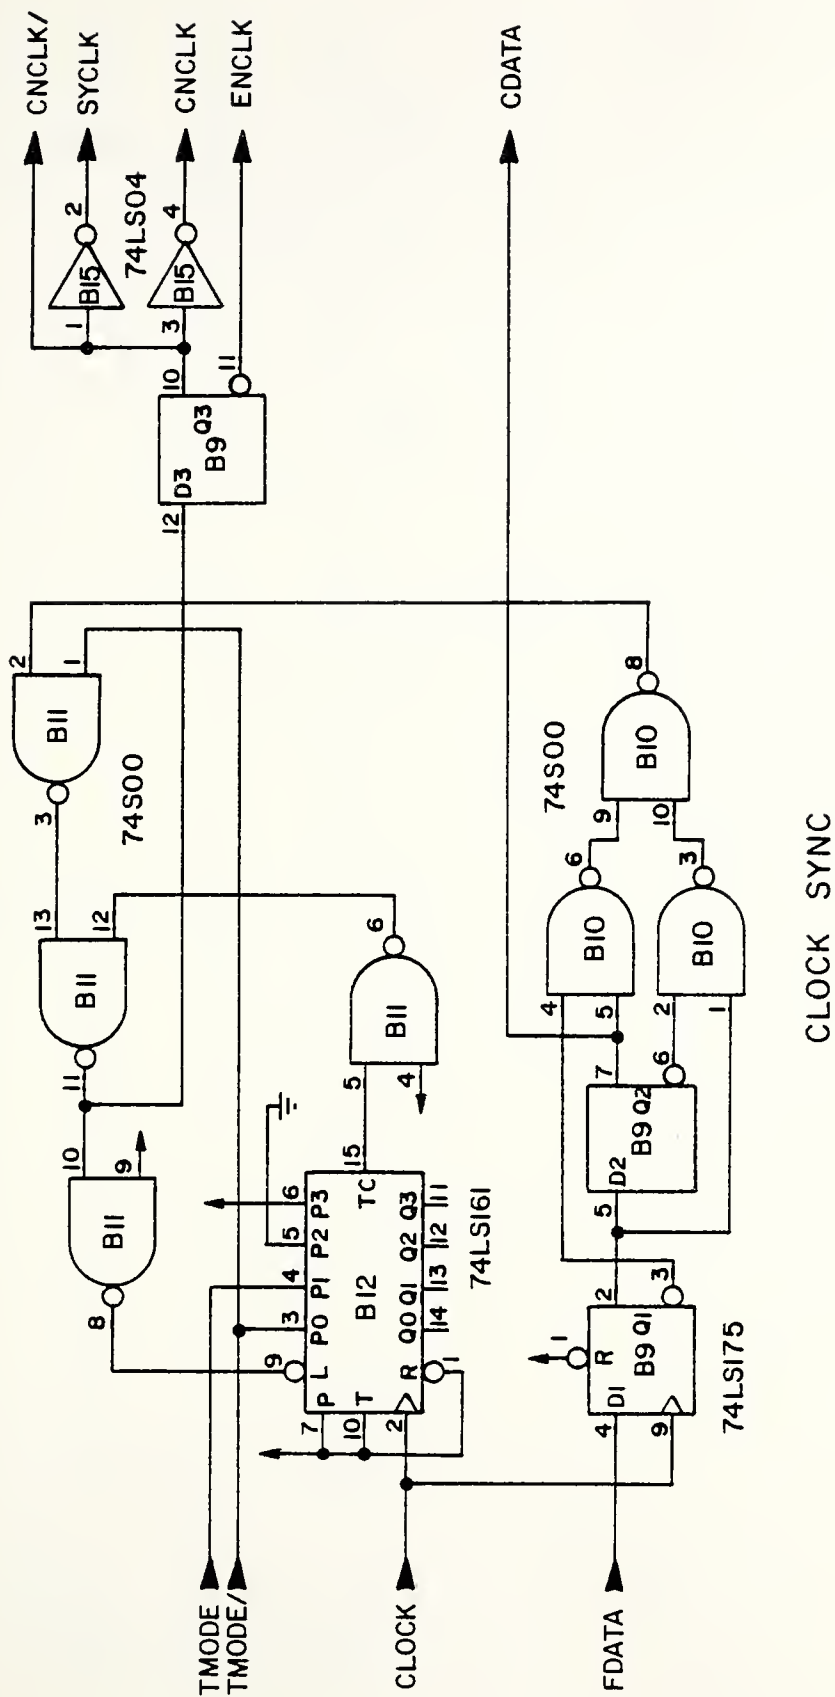 CNCLK/
SYCLK
CNCLK
ENCLK
CDATA
2
B15
1
74LS04
4
B15
3
10
11
Q3
B9
D3
12
2
1
B11
3
74S00
13
12
B11
11
10
9
B11
8
6
B11
5
4
15
6 5 4 3 9
P3 P2 P1 P0 L
TC
B12
P T R
Q3 Q2 Q1 Q0
11 12 13 14 1
7 10 2
74LS161
8
B10
74S00
9
10
6
3
B10
B10
4
5
2
1
7
6
Q2
B9
D2
5
2
3
1
R
Q1
B9
D1
4
9
74LS175
TMODE
TMODE/
CLOCK
FDATA
CLOCK SYNC